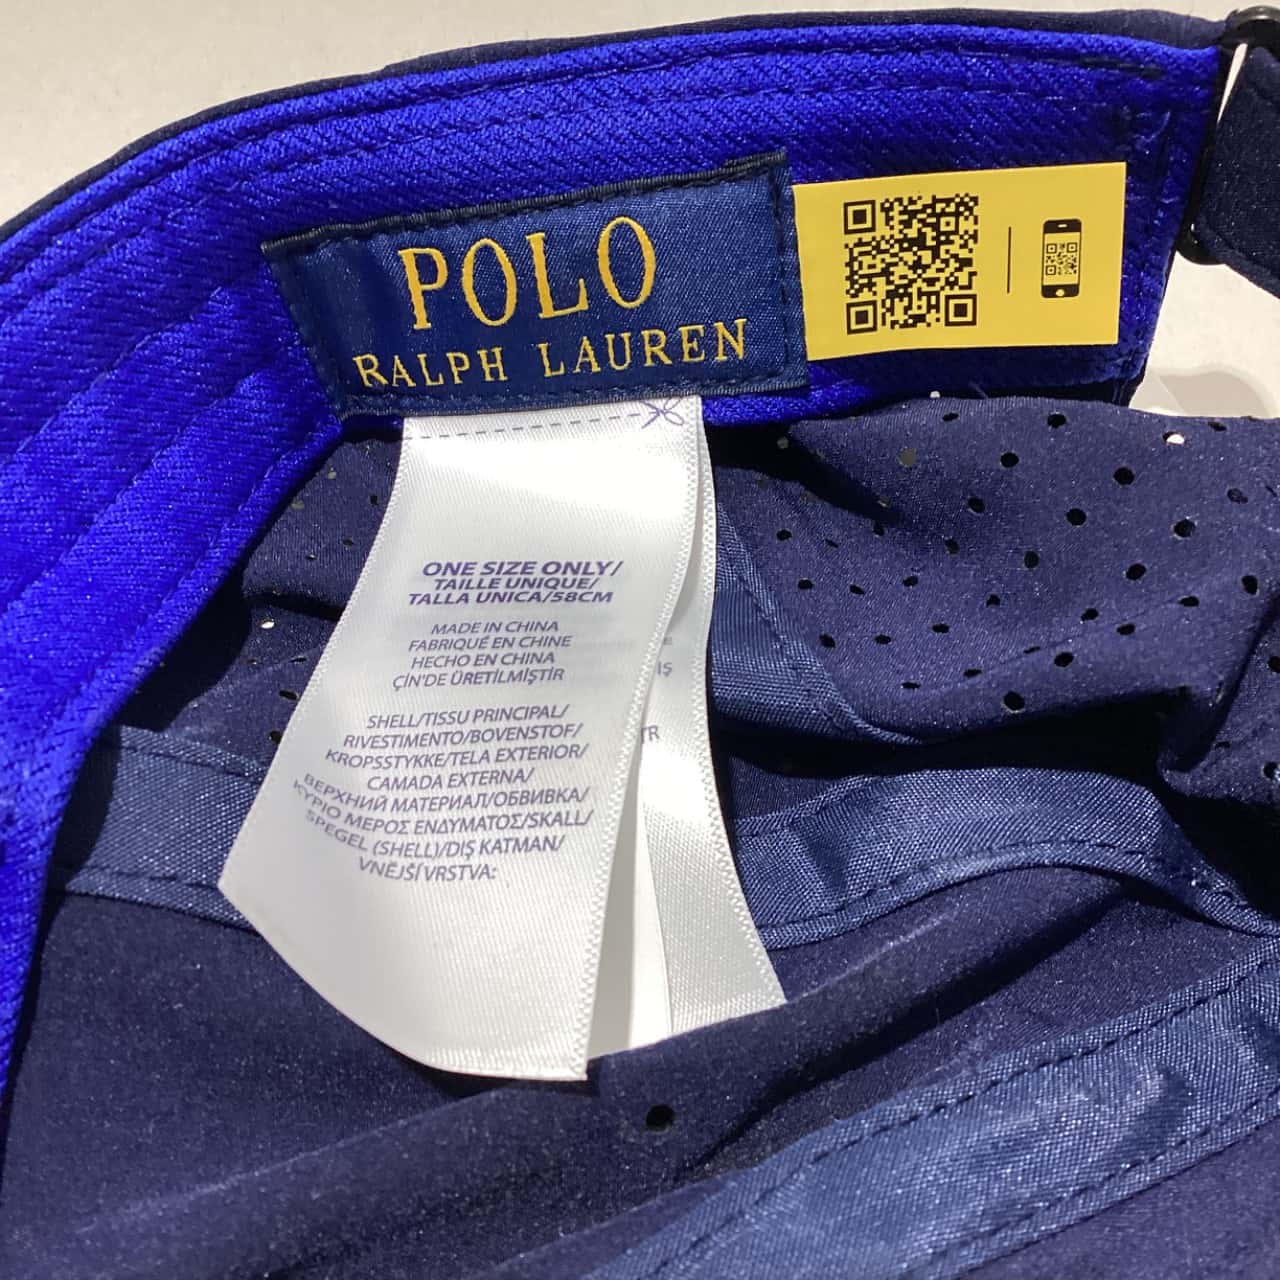 POLO
RALPH LAUREN
ONE SIZE ONLY/
TAILLE UNIQUE/
TALLA UNICA/58CM
MADE IN CHINA
FABRIQUÉ EN CHINE
HECHO EN CHINA
ÇİN'DE ÜRETİLMİŞTİR
SHELL/TISSU PRINCIPAL/
RIVESTIMENTO/BOVENSTOF/
KROPSSTYKKE/TELA EXTERIOR/
CAMADA EXTERNA/
ВЕРХНИЙ МАТЕРИАЛ/ОБВИВКА/
ΚΥΡΙΟ ΜΕΡΟΣ ΕΝΔΥΜΑΤΟΣ/SKALL/
SPEGEL (SHELL)/DIŞ KATMAN/
VNĚJŠÍ VRSTVA: